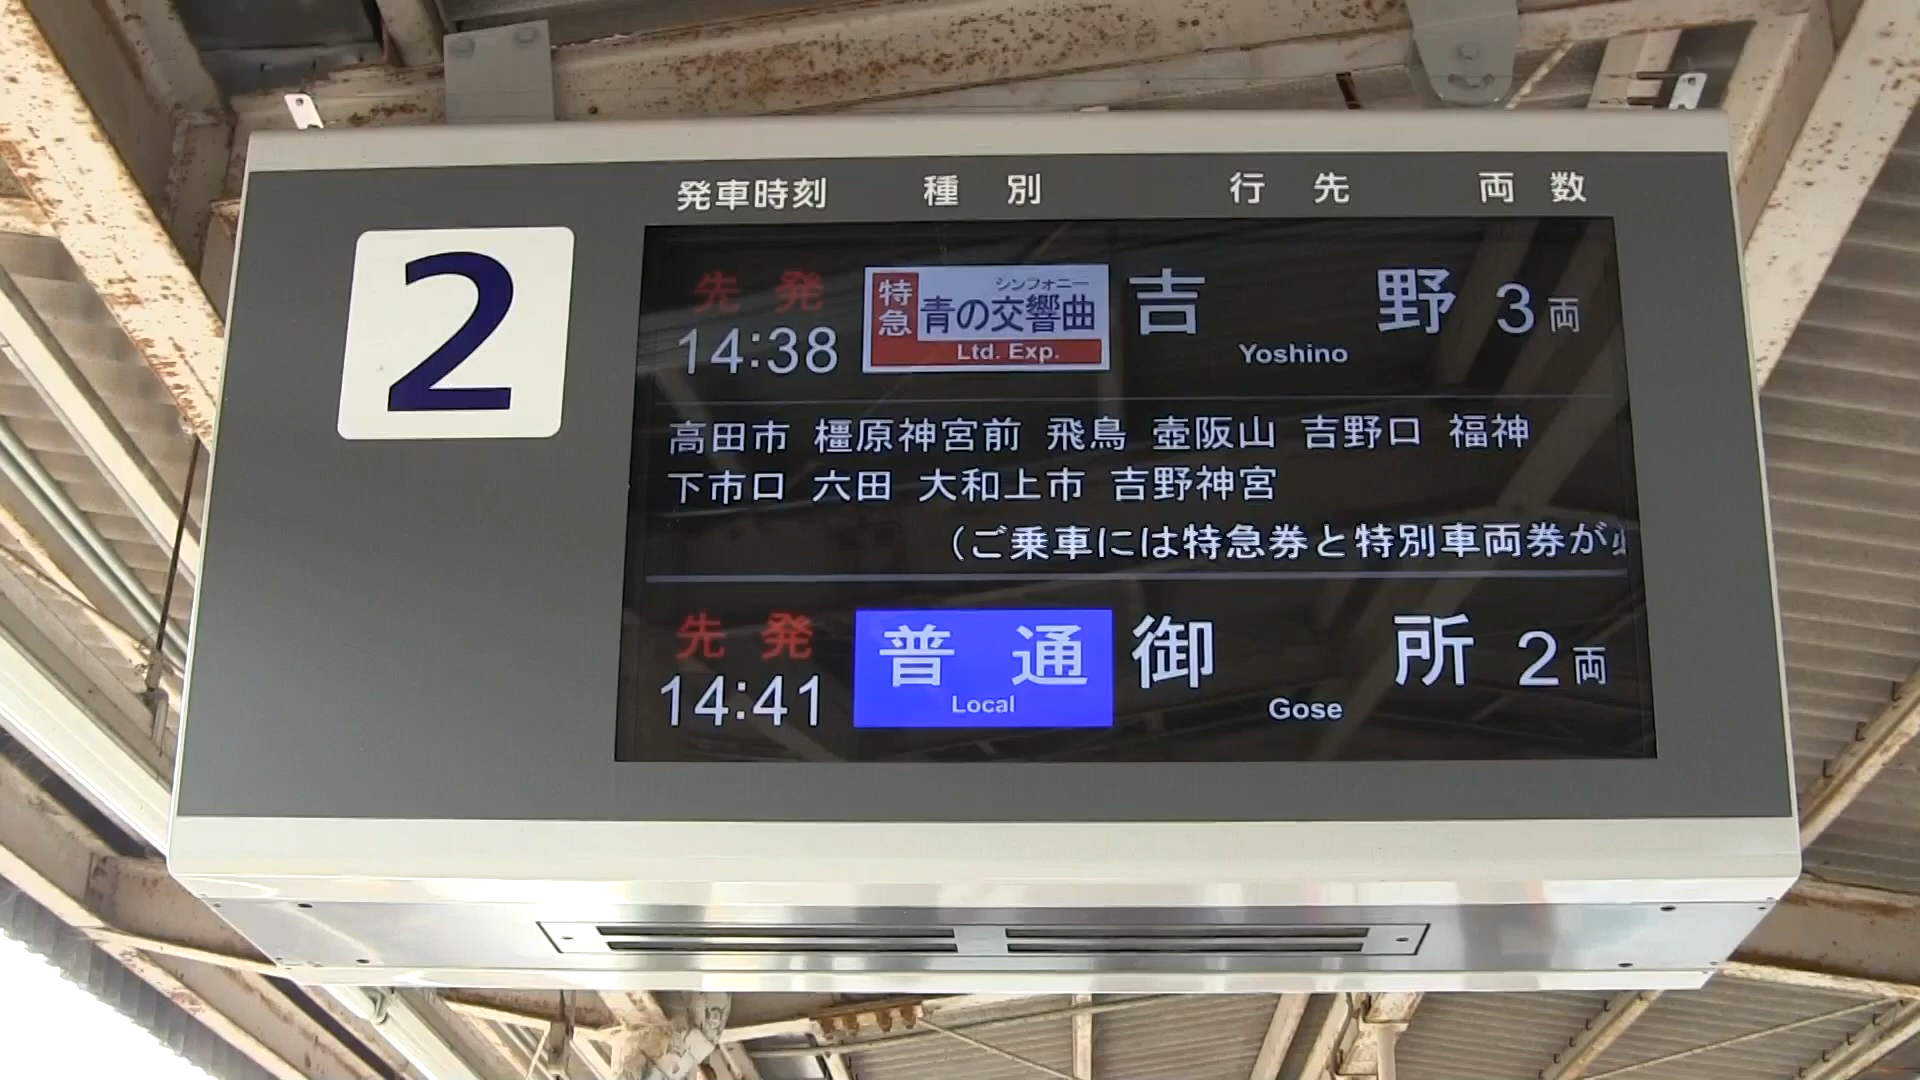 発車時刻 種別 行先 両数
2
先発 特急 シンフォニー 吉野 3両
14:38 青の交響曲 Yoshino
Ltd. Exp.
高田市 橿原神宮前 飛鳥 壺阪山 吉野口 福神
下市口 六田 大和上市 吉野神宮
(ご乗車には特急券と特別車両券が
先発 普通 御所 2両
14:41 Local Gose